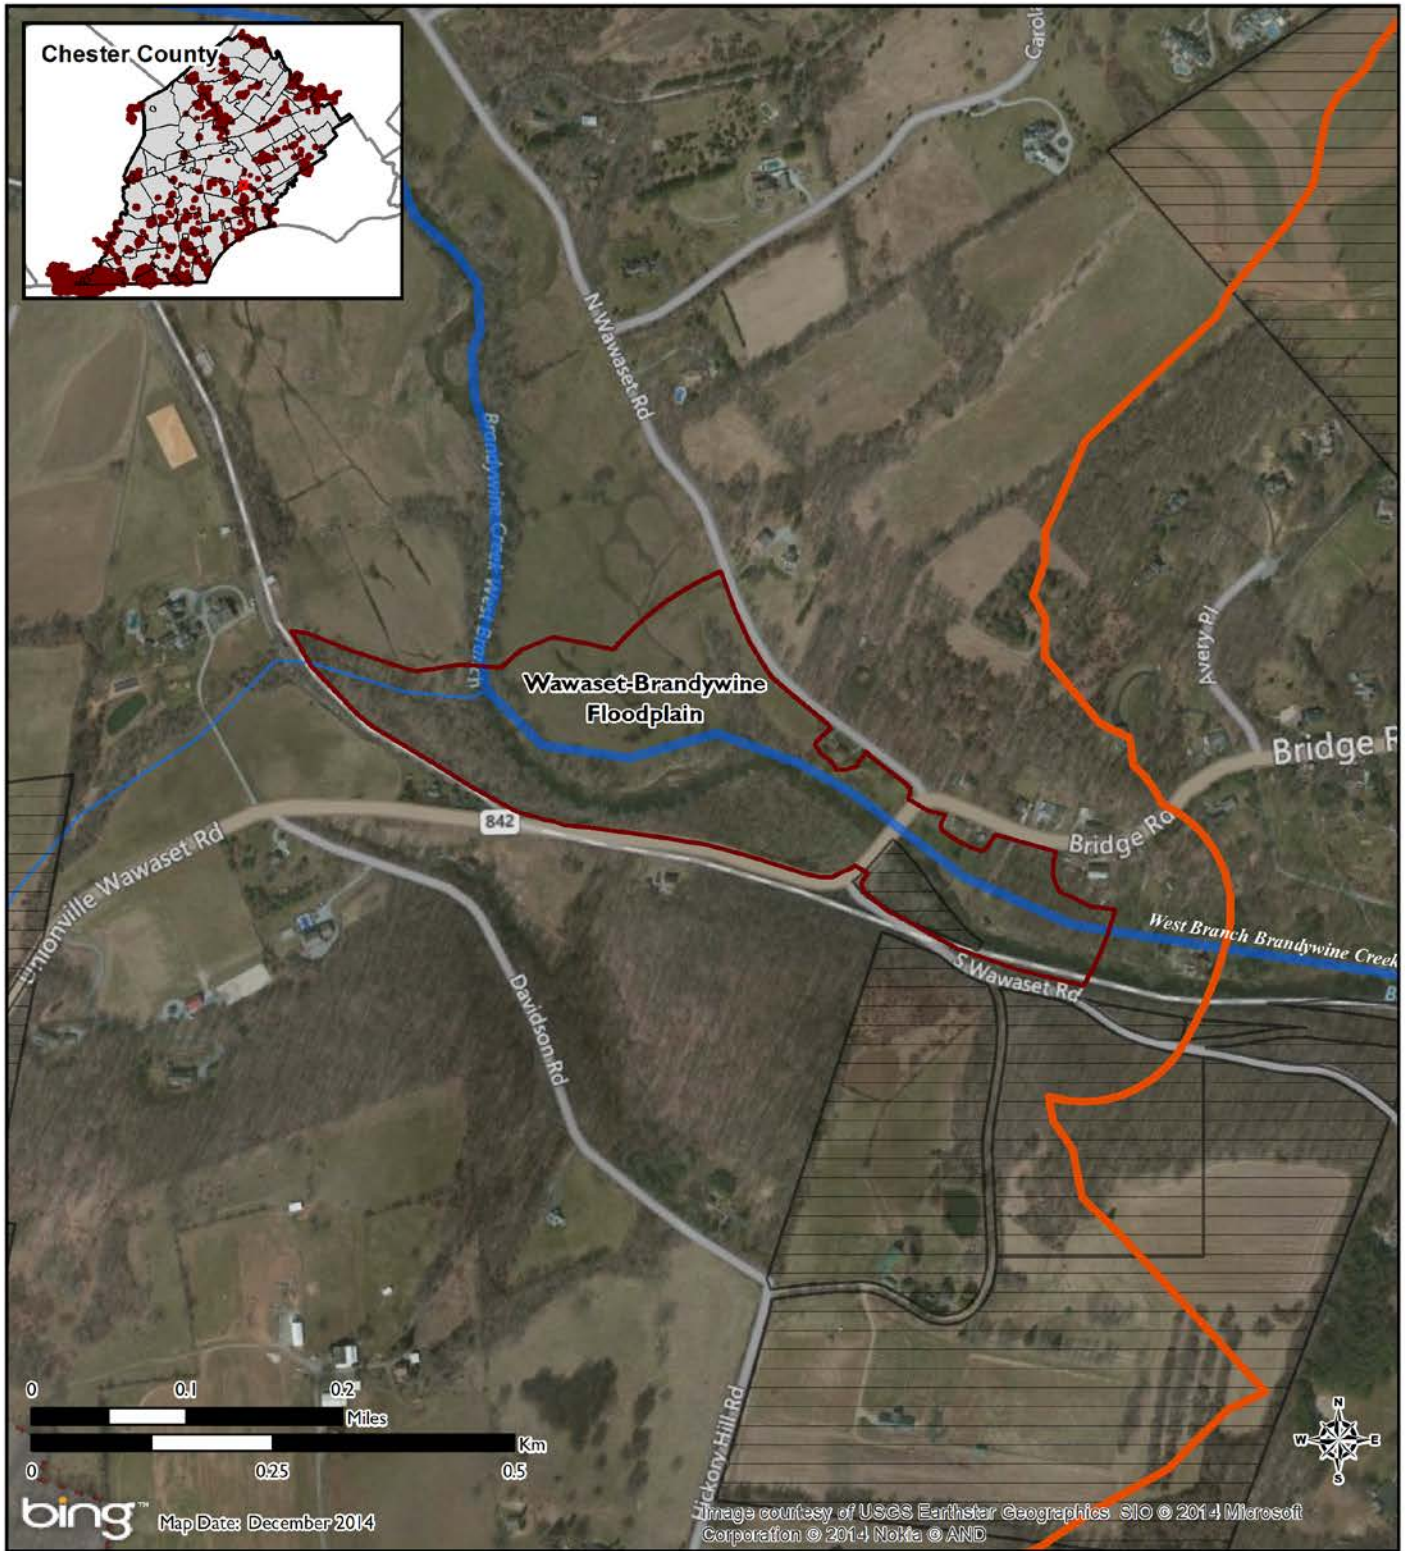 Chester County
Carol
N Wawaset Rd
Brandywine Creek West Branch
Avery Pl
Wawaset-Brandywine
Floodplain
Bridge R
842
Bridge Rd
Unionville Wawaset Rd
West Branch Brandywine Creek
B
S Wawaset Rd
Davidson Rd
Hickory Hill Rd
0 0.1 0.2
Miles
Km
0 0.25 0.5
N
W E
S
bing™
Map Date: December 2014
Image courtesy of USGS Earthstar Geographics SIO © 2014 Microsoft
Corporation © 2014 Nokia © AND